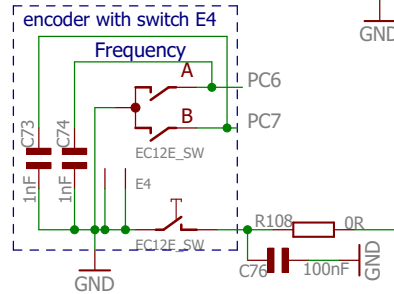 encoder with switch E4
GND
Frequency
A
PC6
B
PC7
C73
C74
EC12E_SW
1nF
1nF
E4
R108
0R
EC12E_SW
C76
100nF
GND
GND